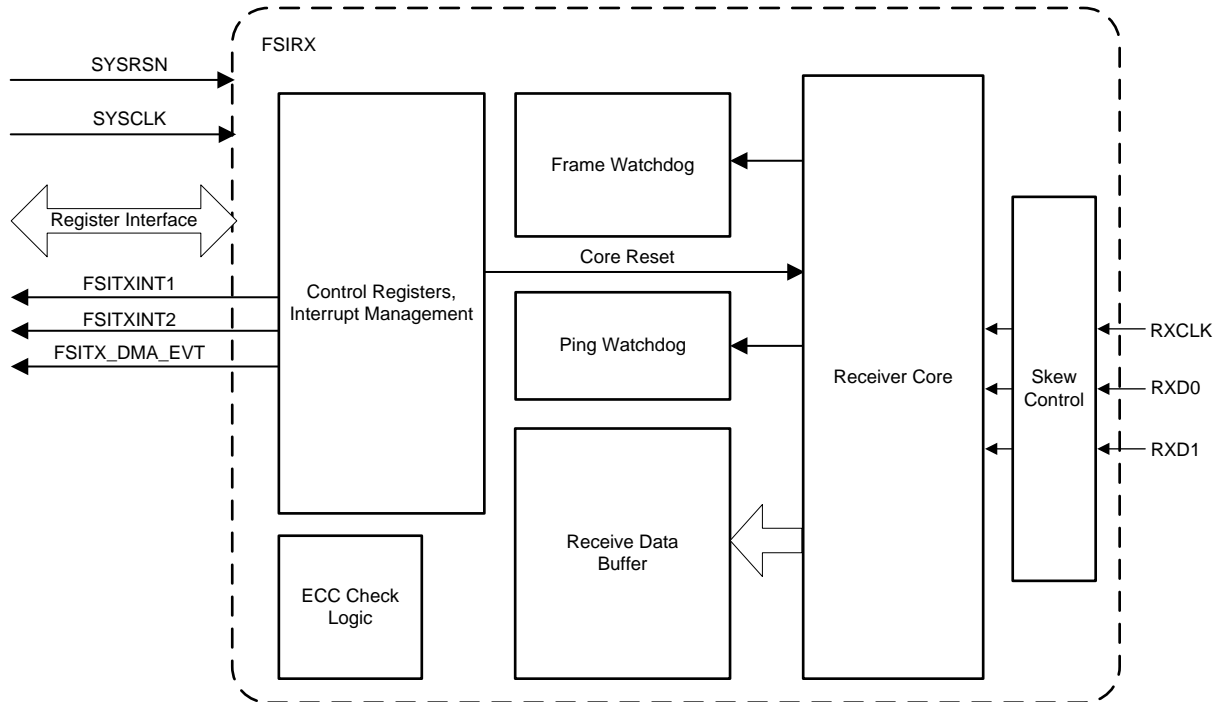 FSIRX
SYSRSN
SYSCLK
Register Interface
FSITXINT1
FSITXINT2
FSITX_DMA_EVT
Control Registers,
Interrupt Management
ECC Check
Logic
Frame Watchdog
Core Reset
Ping Watchdog
Receive Data
Buffer
Receiver Core
Skew
Control
RXCLK
RXD0
RXD1